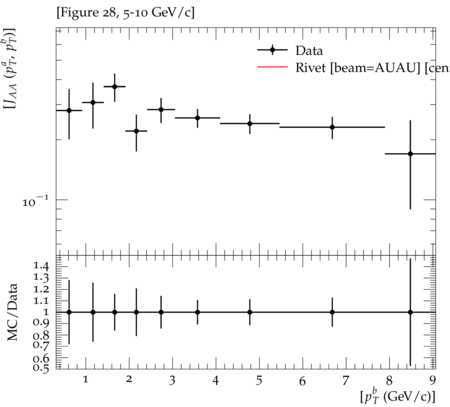 [Figure 28, 5-10 GeV/c]
[J_AA (p_T^a, p_T^b)]
Data
Rivet [beam=AUAU] [cen
10⁻¹
MC/Data
1.4
1.3
1.2
1.1
1
0.9
0.8
0.7
0.6
0.5
1 2 3 4 5 6 7 8 9
[p_T^b (GeV/c)]